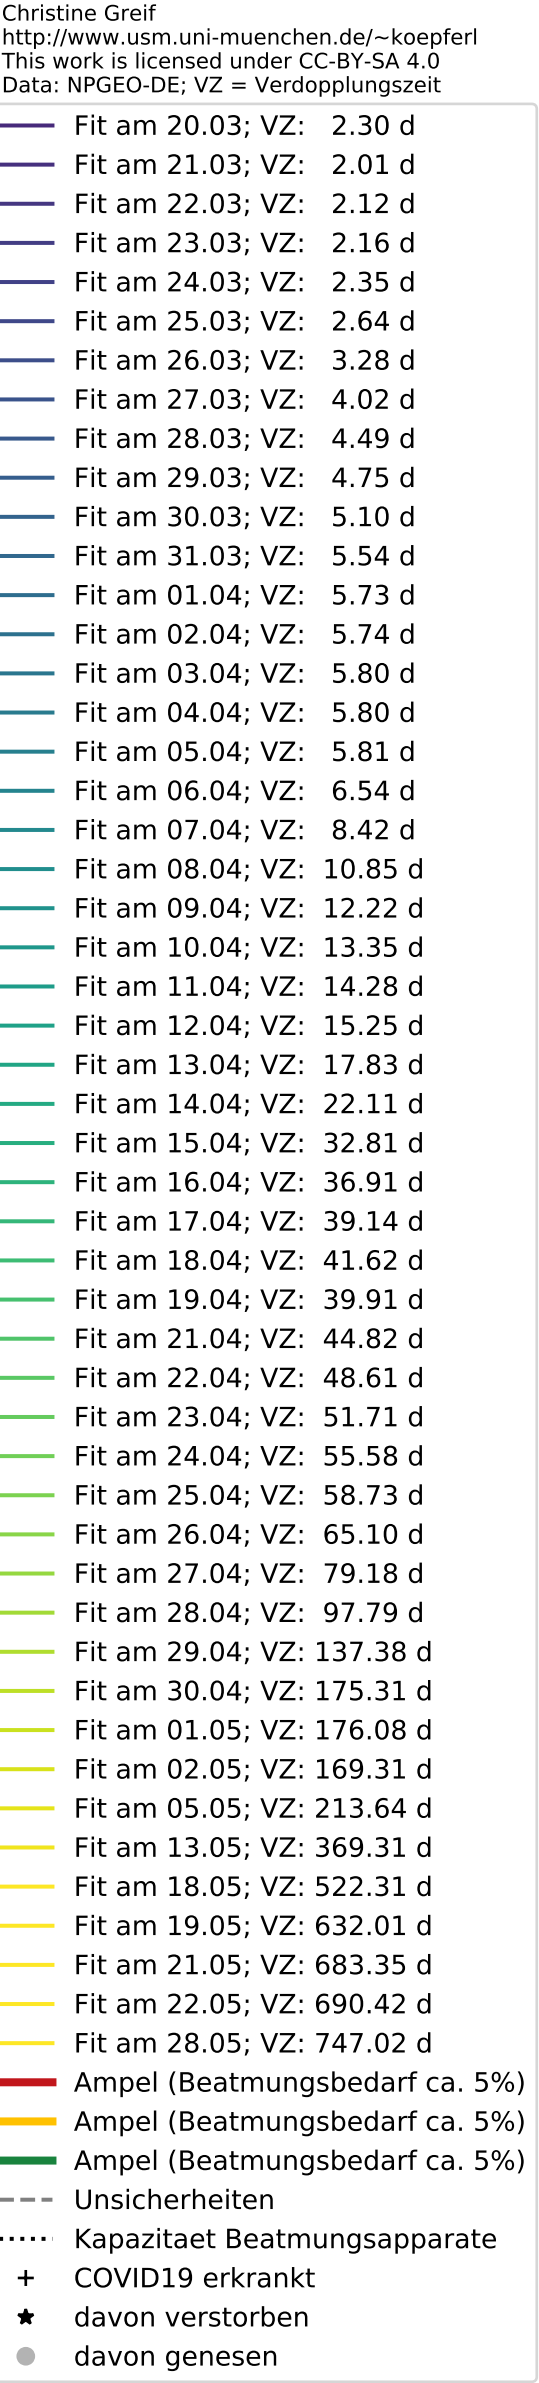 Christine Greif
http://www.usm.uni-muenchen.de/~koepferl
This work is licensed under CC-BY-SA 4.0
Data: NPGEO-DE; VZ = Verdopplungszeit
Fit am 20.03; VZ: 2.30 d
Fit am 21.03; VZ: 2.01 d
Fit am 22.03; VZ: 2.12 d
Fit am 23.03; VZ: 2.16 d
Fit am 24.03; VZ: 2.35 d
Fit am 25.03; VZ: 2.64 d
Fit am 26.03; VZ: 3.28 d
Fit am 27.03; VZ: 4.02 d
Fit am 28.03; VZ: 4.49 d
Fit am 29.03; VZ: 4.75 d
Fit am 30.03; VZ: 5.10 d
Fit am 31.03; VZ: 5.54 d
Fit am 01.04; VZ: 5.73 d
Fit am 02.04; VZ: 5.74 d
Fit am 03.04; VZ: 5.80 d
Fit am 04.04; VZ: 5.80 d
Fit am 05.04; VZ: 5.81 d
Fit am 06.04; VZ: 6.54 d
Fit am 07.04; VZ: 8.42 d
Fit am 08.04; VZ: 10.85 d
Fit am 09.04; VZ: 12.22 d
Fit am 10.04; VZ: 13.35 d
Fit am 11.04; VZ: 14.28 d
Fit am 12.04; VZ: 15.25 d
Fit am 13.04; VZ: 17.83 d
Fit am 14.04; VZ: 22.11 d
Fit am 15.04; VZ: 32.81 d
Fit am 16.04; VZ: 36.91 d
Fit am 17.04; VZ: 39.14 d
Fit am 18.04; VZ: 41.62 d
Fit am 19.04; VZ: 39.91 d
Fit am 21.04; VZ: 44.82 d
Fit am 22.04; VZ: 48.61 d
Fit am 23.04; VZ: 51.71 d
Fit am 24.04; VZ: 55.58 d
Fit am 25.04; VZ: 58.73 d
Fit am 26.04; VZ: 65.10 d
Fit am 27.04; VZ: 79.18 d
Fit am 28.04; VZ: 97.79 d
Fit am 29.04; VZ: 137.38 d
Fit am 30.04; VZ: 175.31 d
Fit am 01.05; VZ: 176.08 d
Fit am 02.05; VZ: 169.31 d
Fit am 05.05; VZ: 213.64 d
Fit am 13.05; VZ: 369.31 d
Fit am 18.05; VZ: 522.31 d
Fit am 19.05; VZ: 632.01 d
Fit am 21.05; VZ: 683.35 d
Fit am 22.05; VZ: 690.42 d
Fit am 28.05; VZ: 747.02 d
Ampel (Beatmungsbedarf ca. 5%)
Ampel (Beatmungsbedarf ca. 5%)
Ampel (Beatmungsbedarf ca. 5%)
Unsicherheiten
Kapazitaet Beatmungsapparate
COVID19 erkrankt
davon verstorben
davon genesen